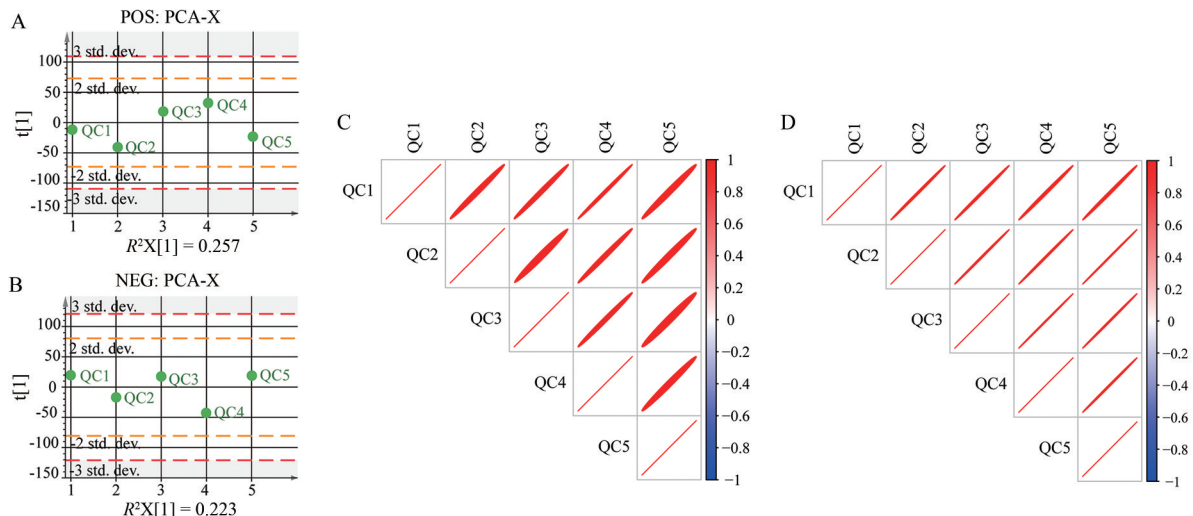 A
POS: PCA-X
3 std. dev.
100
2 std. dev.
50
QC4
QC3
0
QC1
QC5
QC2
-50
-2 std. dev.
-100
-3 std. dev.
-150
t[1]
1 2 3 4 5
R²X[1] = 0.257
B
NEG: PCA-X
3 std. dev.
100
2 std. dev.
50
QC1
QC3
QC5
0
QC2
QC4
-50
-2 std. dev.
-100
-3 std. dev.
-150
t[1]
1 2 3 4 5
R²X[1] = 0.223
C
QC1 QC2 QC3 QC4 QC5
QC1
QC2
QC3
QC4
QC5
1
0.8
0.6
0.4
0.2
0
−0.2
−0.4
−0.6
−0.8
−1
D
QC1 QC2 QC3 QC4 QC5
QC1
QC2
QC3
QC4
QC5
1
0.8
0.6
0.4
0.2
0
−0.2
−0.4
−0.6
−0.8
−1